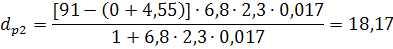 d_{p2} = \frac{[91 − (0 + 4,55)] · 6,8 · 2,3 · 0,017}{1 + 6,8 · 2,3 · 0,017} = 18,17